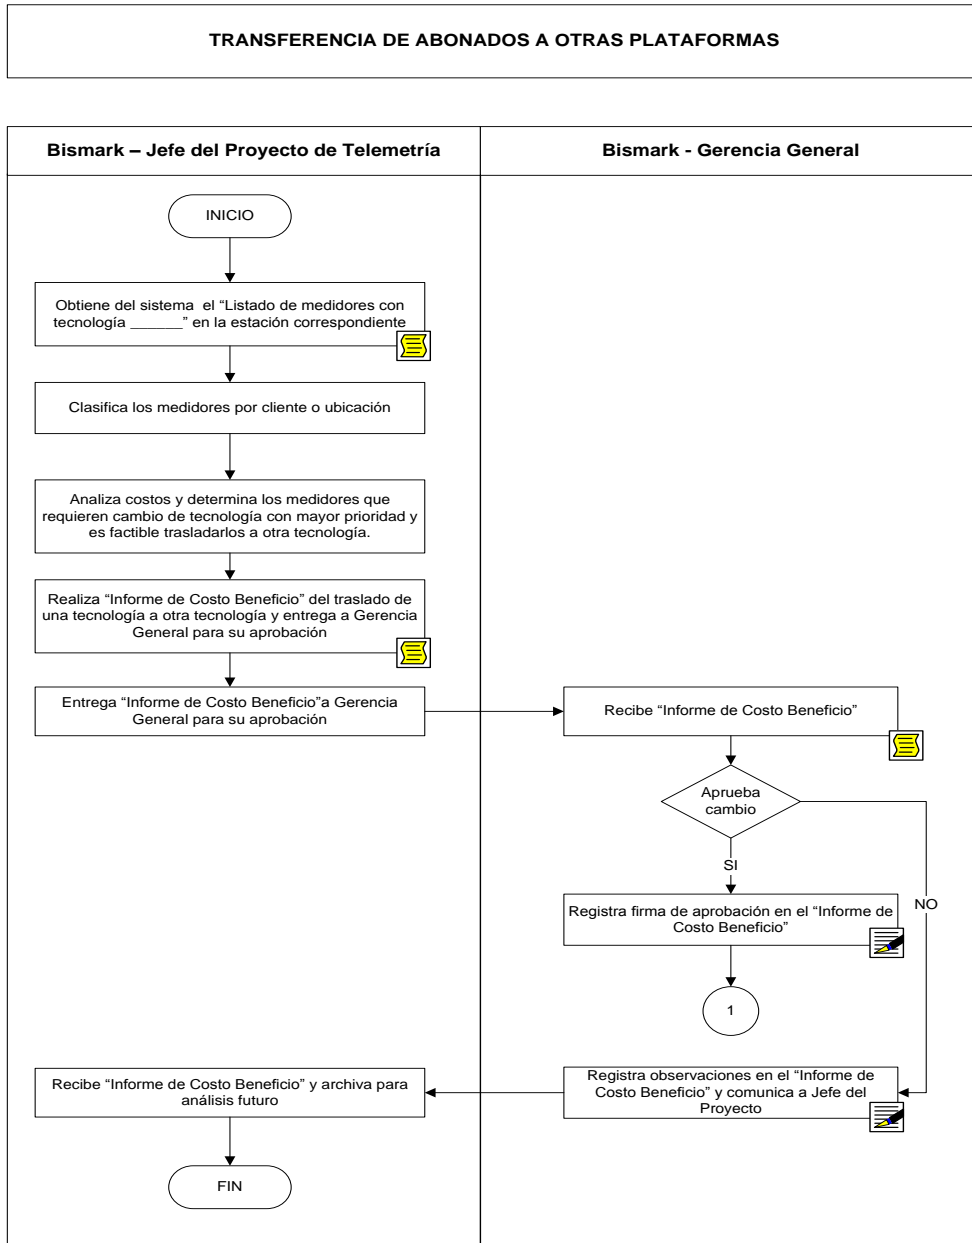 TRANSFERENCIA DE ABONADOS A OTRAS PLATAFORMAS
Bismark – Jefe del Proyecto de Telemetría
Bismark - Gerencia General
INICIO
Obtiene del sistema el “Listado de medidores con
tecnología ______” en la estación correspondiente
Clasifica los medidores por cliente o ubicación
Analiza costos y determina los medidores que
requieren cambio de tecnología con mayor prioridad y
es factible trasladarlos a otra tecnología.
Realiza “Informe de Costo Beneficio” del traslado de
una tecnología a otra tecnología y entrega a Gerencia
General para su aprobación
Entrega “Informe de Costo Beneficio”a Gerencia
General para su aprobación
Recibe “Informe de Costo Beneficio”
Aprueba
cambio
SI
NO
Registra firma de aprobación en el “Informe de
Costo Beneficio”
1
Registra observaciones en el “Informe de
Costo Beneficio” y comunica a Jefe del
Proyecto
Recibe “Informe de Costo Beneficio” y archiva para
análisis futuro
FIN